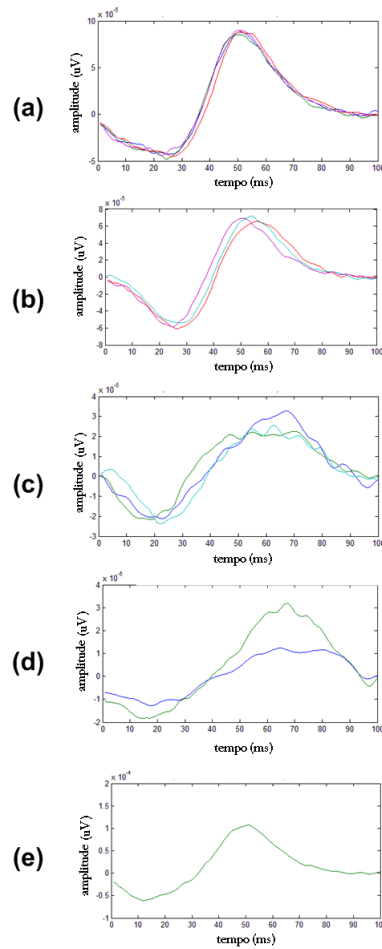 (a)
x 10⁻⁵
amplitude (uV)
10
5
0
-5
0 10 20 30 40 50 60 70 80 90 100
tempo (ms)
(b)
x 10⁻⁵
amplitude (uV)
8
6
4
2
0
-2
-4
-6
-8
0 10 20 30 40 50 60 70 80 90 100
tempo (ms)
(c)
x 10⁻⁵
amplitude (uV)
4
3
2
1
0
-1
-2
-3
0 10 20 30 40 50 60 70 80 90 100
tempo (ms)
(d)
x 10⁻⁵
amplitude (uV)
4
3
2
1
0
-1
-2
0 10 20 30 40 50 60 70 80 90 100
tempo (ms)
(e)
x 10⁻⁴
amplitude (uV)
2
1.5
1
0.5
0
-0.5
-1
0 10 20 30 40 50 60 70 80 90 100
tempo (ms)